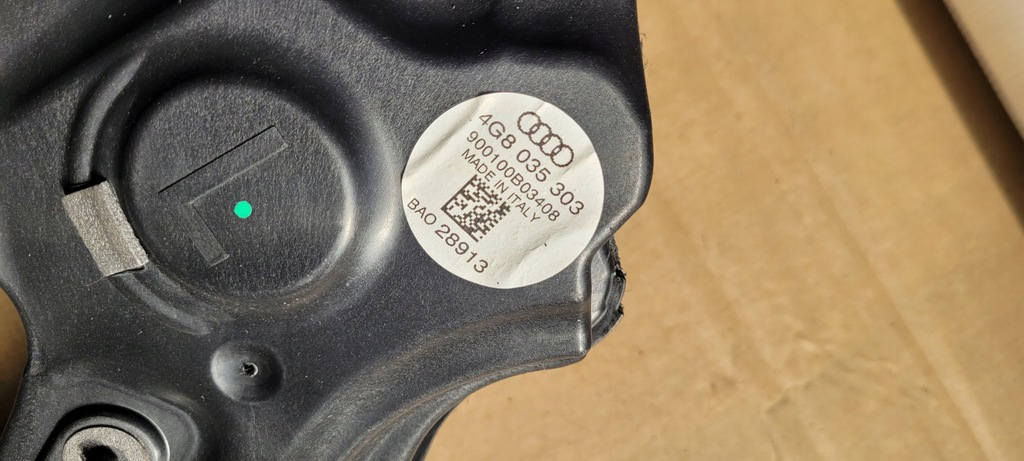 4G8 035 303
900100B03408
MADE IN ITALY
BAO 28913